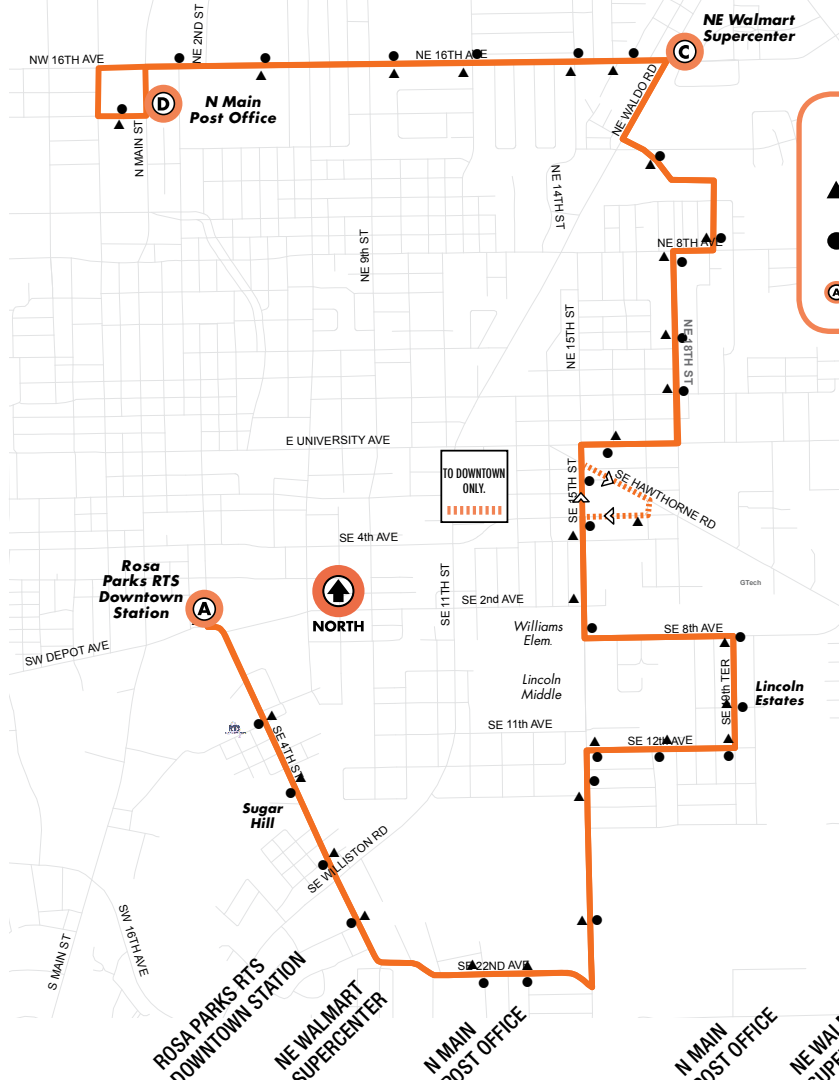 NE Walmart
Supercenter
C
NE 2ND ST
NW 16TH AVE
NE 16TH AVE
NE WALDO RD
D
N Main
Post Office
N MAIN ST
NE 14TH ST
NE 8TH AVE
NE 9th ST
NE 15TH ST
NE 18TH ST
A
E UNIVERSITY AVE
TO DOWNTOWN
ONLY.
SE 15TH ST
SE HAWTHORNE RD
SE 4th AVE
Rosa
Parks RTS
Downtown
Station
A
NORTH
SE 11TH ST
SE 2nd AVE
GTech
Williams
Elem.
SE 8th AVE
SW DEPOT AVE
Lincoln
Middle
SE 19th TER
Lincoln
Estates
SE 11th AVE
SE 12th AVE
SE 4TH ST
Sugar
Hill
SE WILLISTON RD
SW 16TH AVE
S MAIN ST
SE 22ND AVE
ROSA PARKS RTS
DOWNTOWN STATION
NE WALMART
SUPERCENTER
N MAIN
POST OFFICE
N MAIN
POST OFFICE